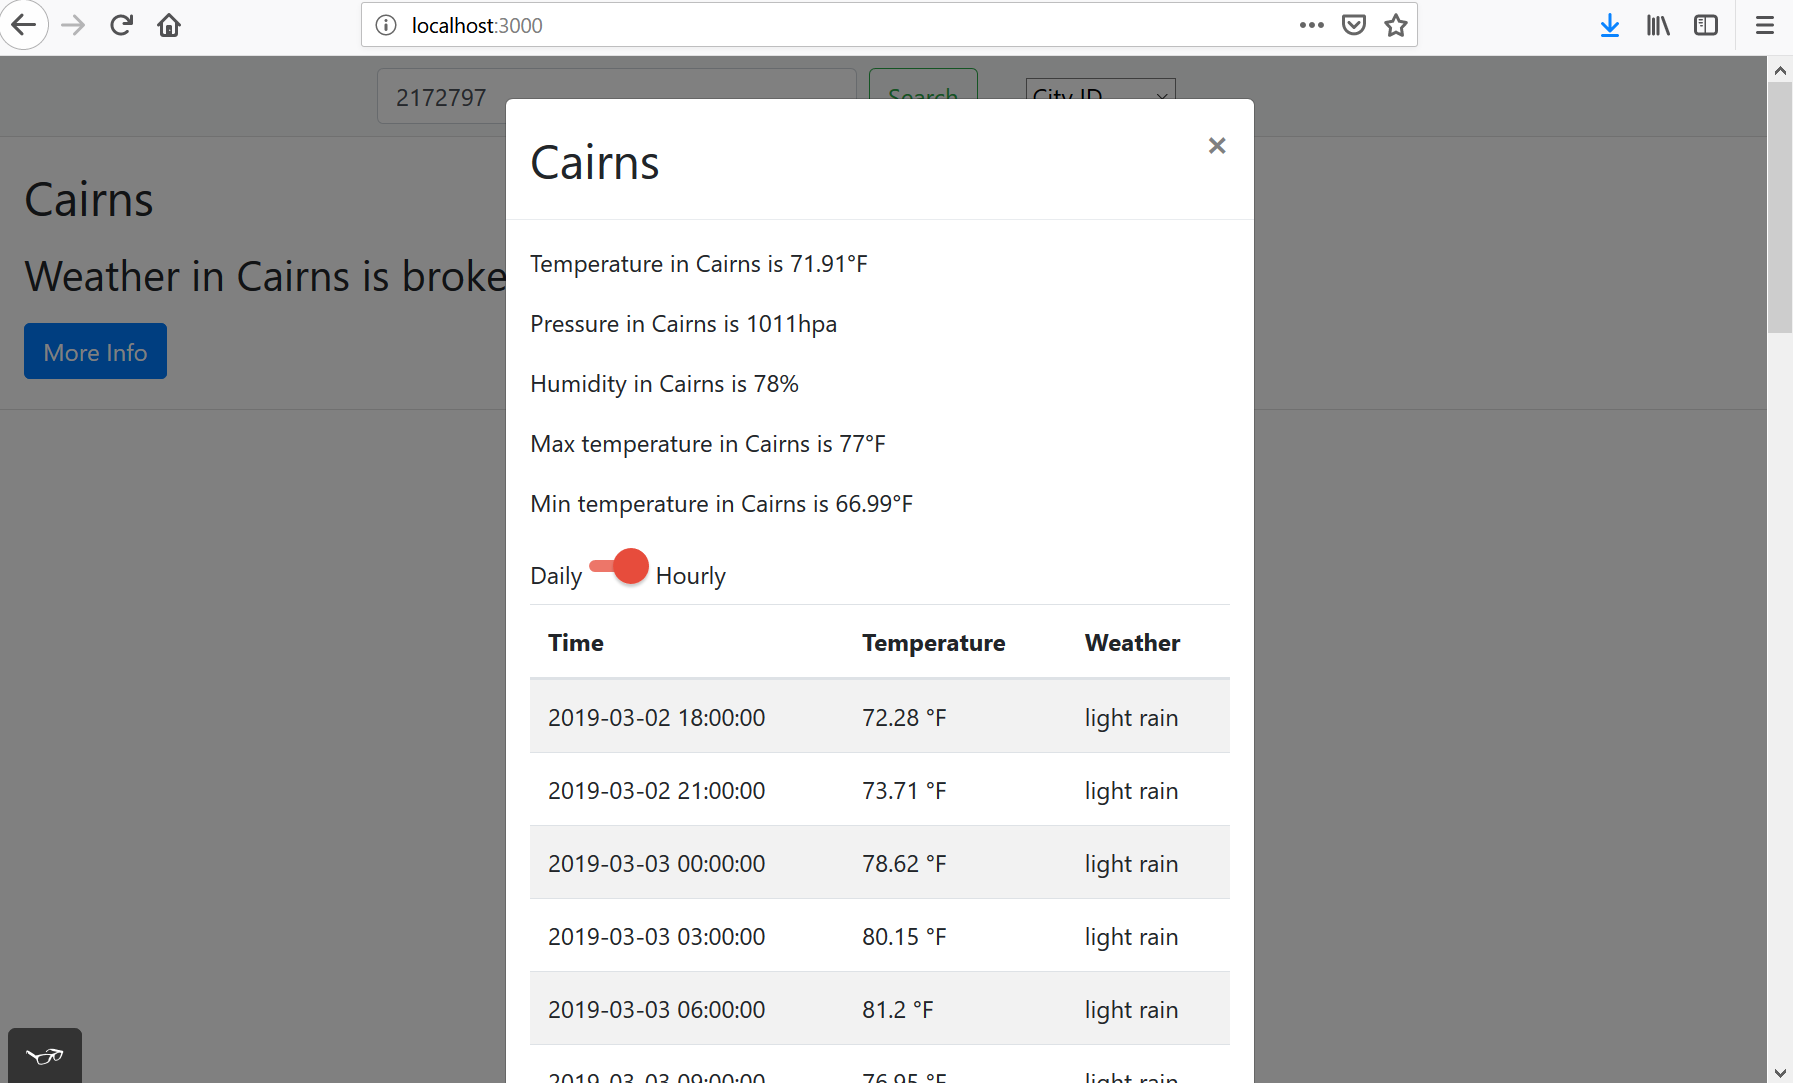 localhost:3000
2172797 Search City ID
Cairns
Weather in Cairns is broke
More Info
Cairns ×
Temperature in Cairns is 71.91°F
Pressure in Cairns is 1011hpa
Humidity in Cairns is 78%
Max temperature in Cairns is 77°F
Min temperature in Cairns is 66.99°F
Daily Hourly
Time Temperature Weather
2019-03-02 18:00:00 72.28 °F light rain
2019-03-02 21:00:00 73.71 °F light rain
2019-03-03 00:00:00 78.62 °F light rain
2019-03-03 03:00:00 80.15 °F light rain
2019-03-03 06:00:00 81.2 °F light rain
2019-03-03 09:00:00 76.95 °F light rain